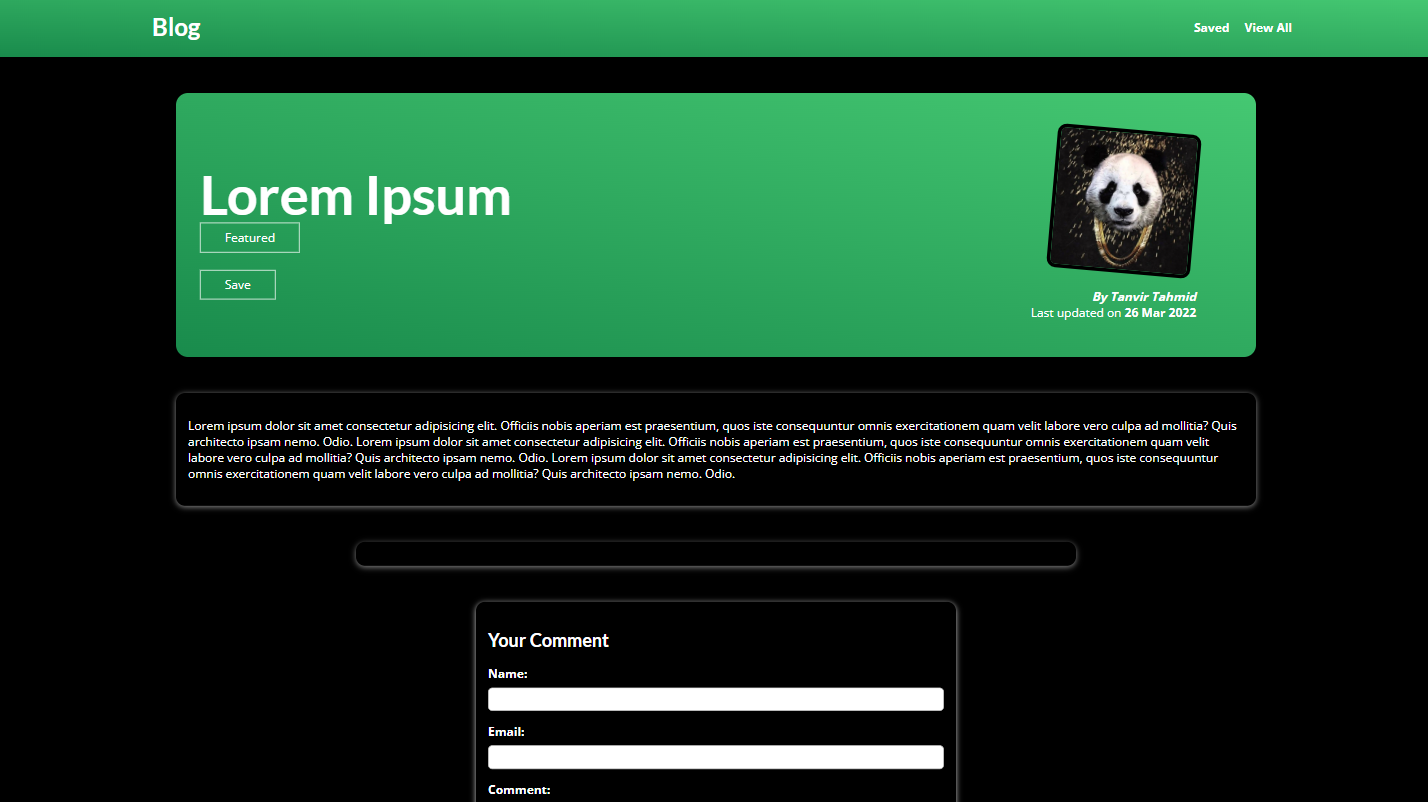 Blog
Saved
View All
Lorem Ipsum
Featured
Save
By Tanvir Tahmid
Last updated on 26 Mar 2022
Lorem ipsum dolor sit amet consectetur adipisicing elit. Officiis nobis aperiam est praesentium, quos iste consequuntur omnis exercitationem quam velit labore vero culpa ad mollitia? Quis
architecto ipsam nemo. Odio. Lorem ipsum dolor sit amet consectetur adipisicing elit. Officiis nobis aperiam est praesentium, quos iste consequuntur omnis exercitationem quam velit
labore vero culpa ad mollitia? Quis architecto ipsam nemo. Odio. Lorem ipsum dolor sit amet consectetur adipisicing elit. Officiis nobis aperiam est praesentium, quos iste consequuntur
omnis exercitationem quam velit labore vero culpa ad mollitia? Quis architecto ipsam nemo. Odio.
Your Comment
Name:
Email:
Comment: